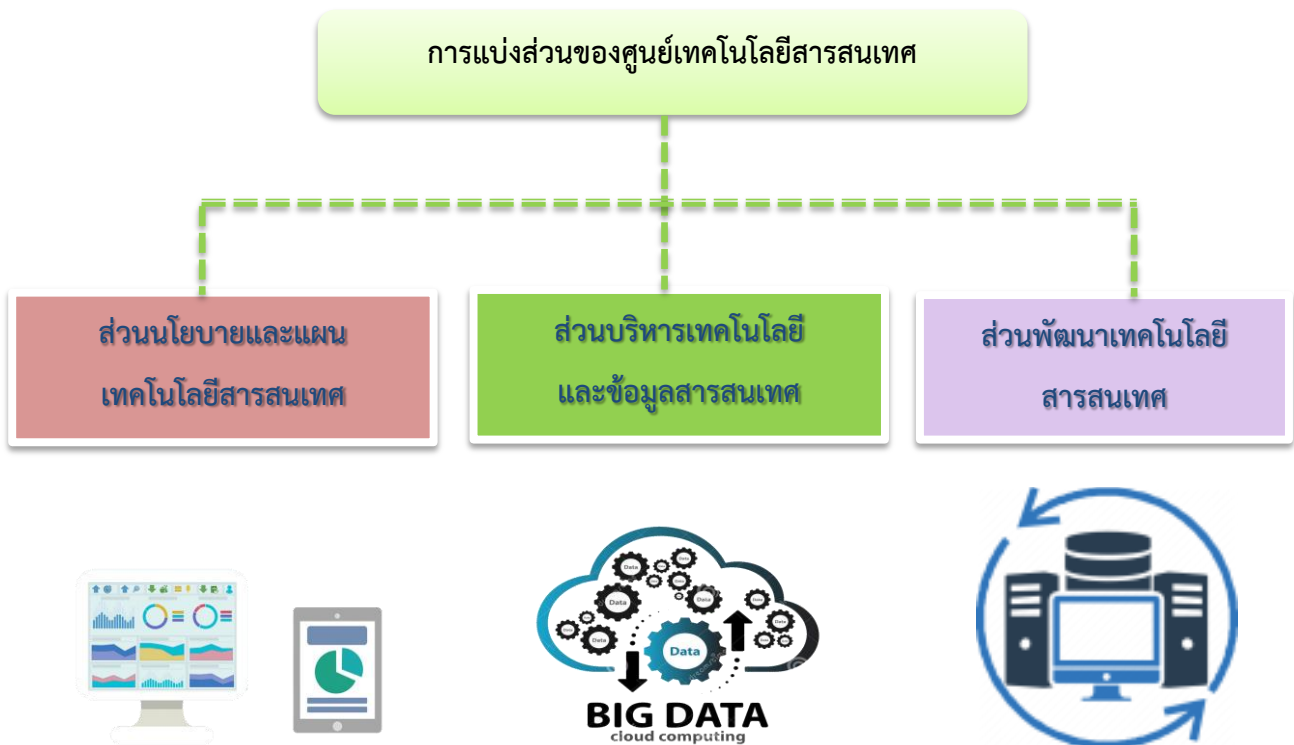 การแบ่งส่วนของศูนย์เทคโนโลยีสารสนเทศ
ส่วนนโยบายและแผน
เทคโนโลยีสารสนเทศ
ส่วนบริหารเทคโนโลยี
และข้อมูลสารสนเทศ
ส่วนพัฒนาเทคโนโลยี
สารสนเทศ
Data
Data
Data
Data
Data
Data
BIG DATA
cloud computing